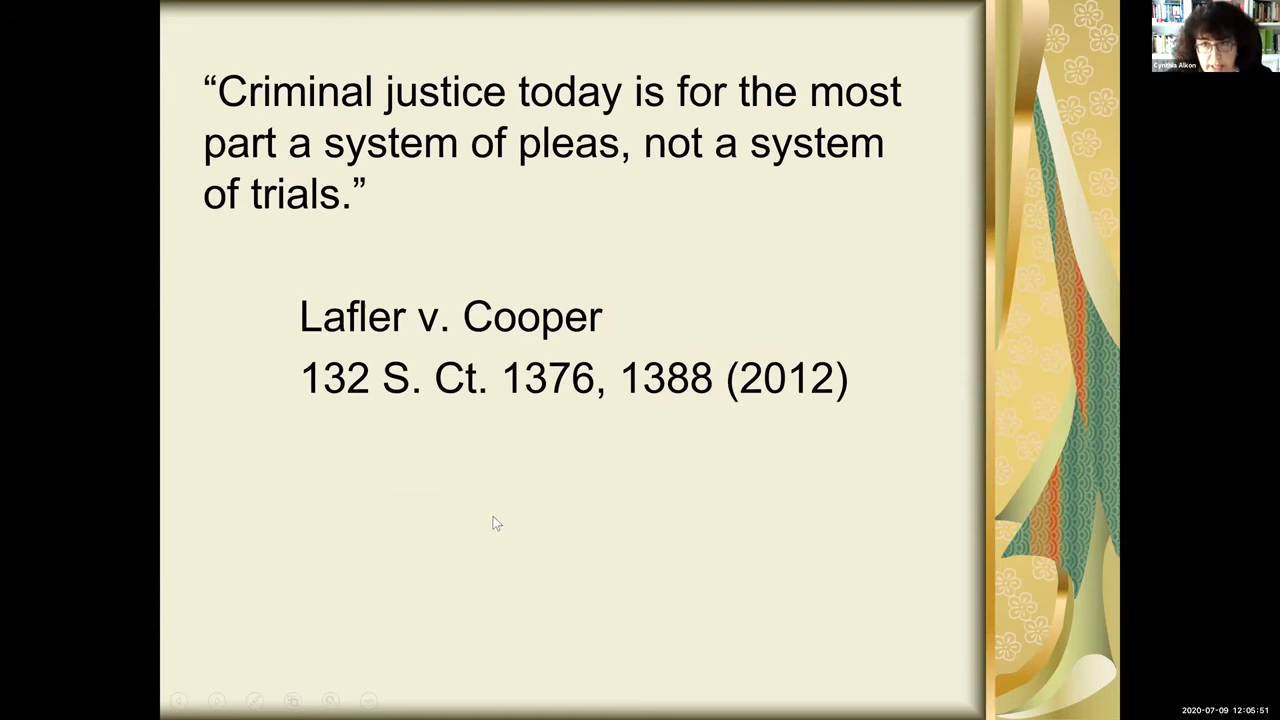 “Criminal justice today is for the most
part a system of pleas, not a system
of trials.”
Lafler v. Cooper
132 S. Ct. 1376, 1388 (2012)
Cynthia Alkon
2020-07-09 12:05:51